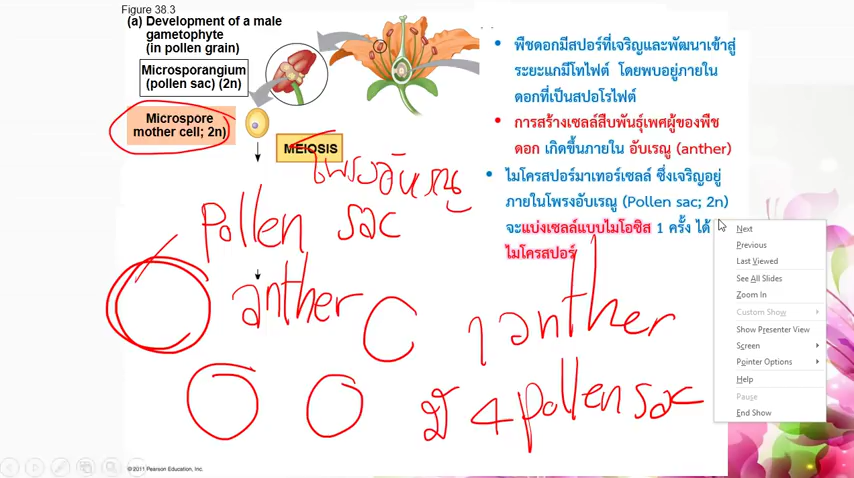 Figure 38.3
(a) Development of a male
gametophyte
(in pollen grain)
Microsporangium
(pollen sac) (2n)
Microspore
mother cell; 2n)
MEIOSIS
โพรงอับเรณู
Pollen sac
anther
1 anther
มี 4 pollen sac
• พืชดอกมีสปอร์ที่เจริญและพัฒนาเข้าสู่
ระยะแกมีโทไฟต์ โดยพบอยู่ภายใน
ดอกที่เป็นสปอโรไฟต์
• การสร้างเซลล์สืบพันธุ์เพศผู้ของพืช
ดอก เกิดขึ้นภายใน อับเรณู (anther)
• ไมโครสปอร์มาเทอร์เซลล์ ซึ่งเจริญอยู่
ภายในโพรงอับเรณู (Pollen sac; 2n)
จะแบ่งเซลล์แบบไมโอซิส 1 ครั้ง ได้
ไมโครสปอร์
Next
Previous
Last Viewed
See All Slides
Zoom In
Custom Show
Show Presenter View
Screen
Pointer Options
Help
Pause
End Show
©2011 Pearson Education, Inc.